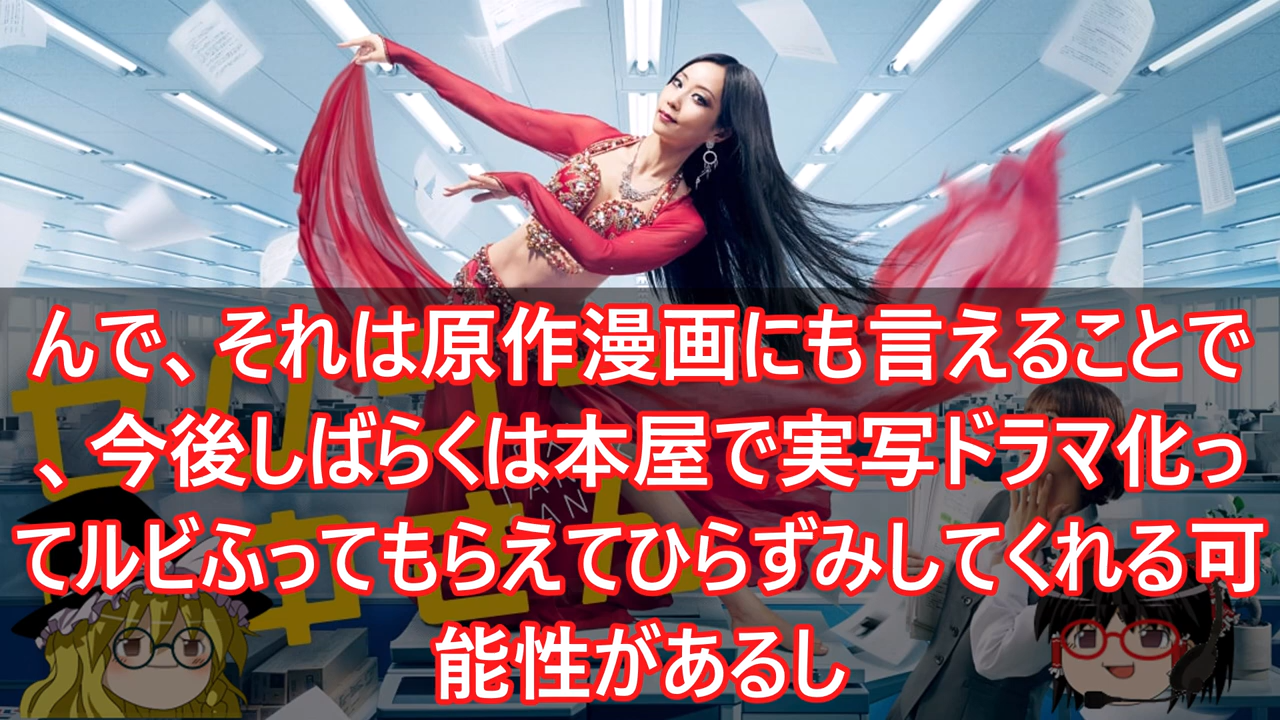 んで、それは原作漫画にも言えることで
、今後しばらくは本屋で実写ドラマ化っ
てルビふってもらえてひらずみしてくれる可
能性があるし